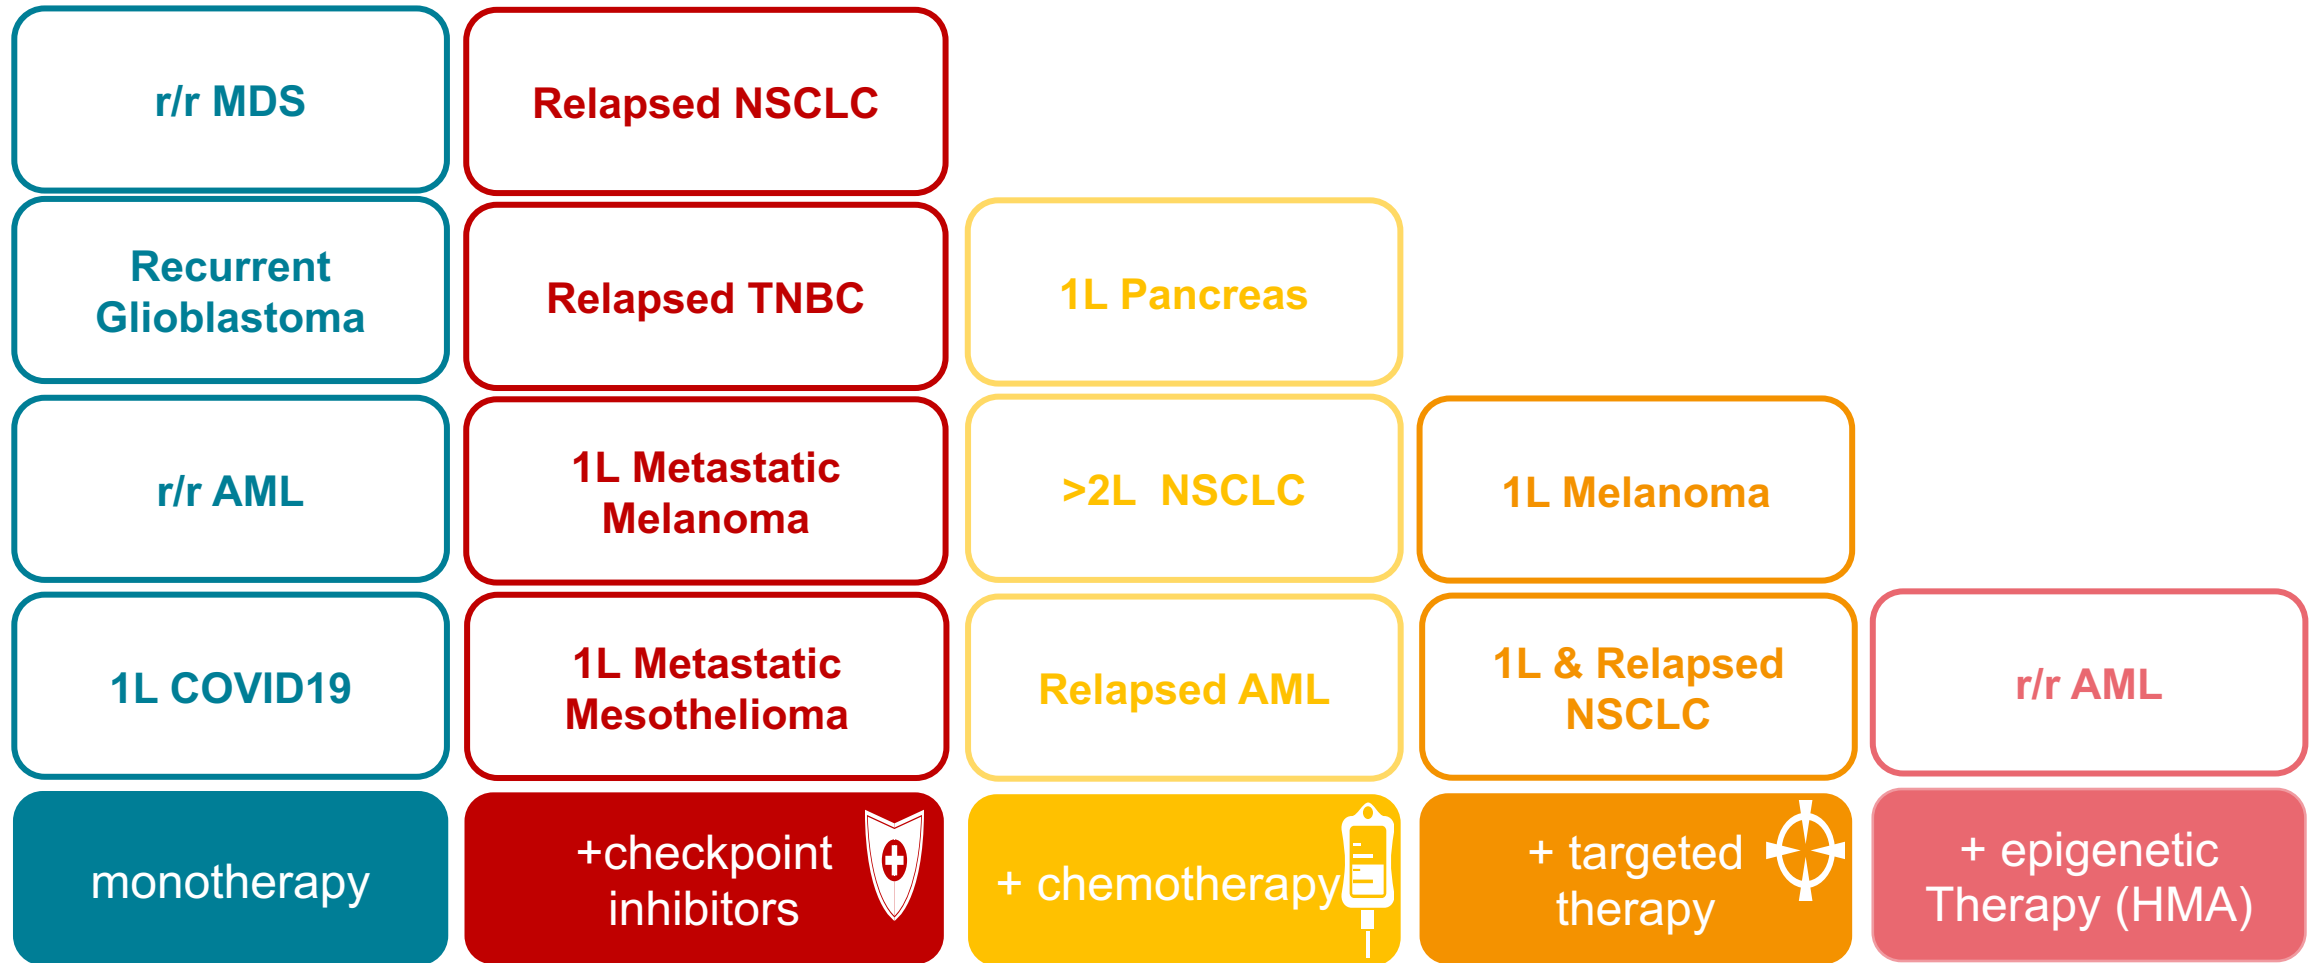 r/r MDS
Relapsed NSCLC
Recurrent
Glioblastoma
Relapsed TNBC
1L Pancreas
r/r AML
1L Metastatic
Melanoma
>2L  NSCLC
1L Melanoma
1L COVID19
1L Metastatic
Mesothelioma
Relapsed AML
1L & Relapsed
NSCLC
r/r AML
monotherapy
+checkpoint
inhibitors
+ chemotherapy
+ targeted
therapy
+ epigenetic
Therapy (HMA)